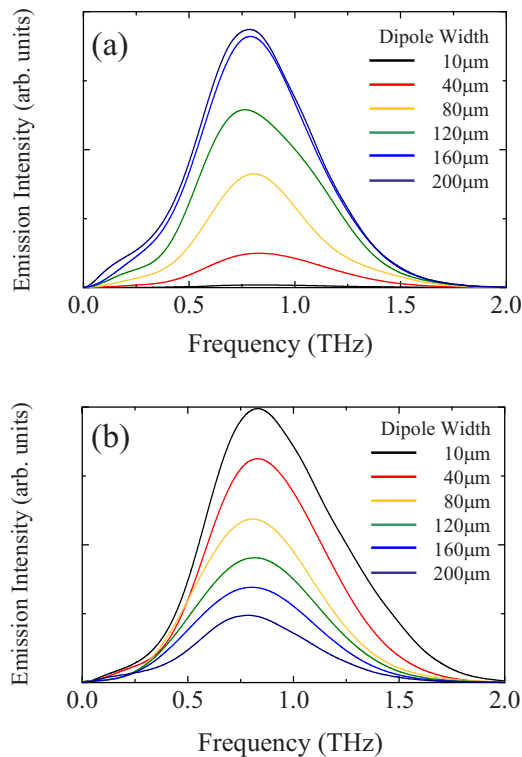 (a)
Dipole Width
10μm
40μm
80μm
120μm
160μm
200μm
Emission Intensity (arb. units)
0.0 0.5 1.0 1.5 2.0
Frequency (THz)
(b)
Dipole Width
10μm
40μm
80μm
120μm
160μm
200μm
Emission Intensity (arb. units)
0.0 0.5 1.0 1.5 2.0
Frequency (THz)